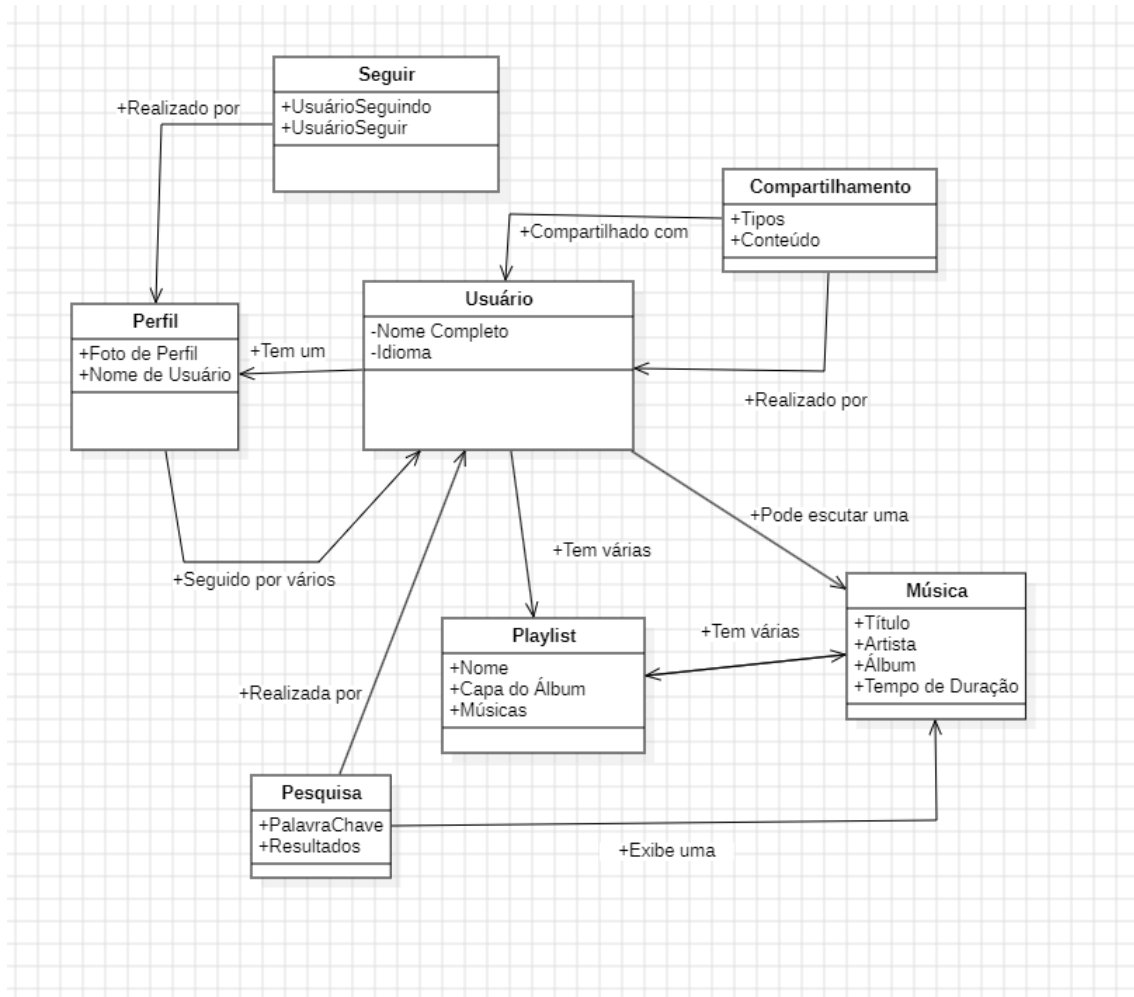 Seguir
+UsuárioSeguindo
+UsuárioSeguir
+Realizado por
Compartilhamento
+Tipos
+Conteúdo
+Compartilhado com
Usuário
-Nome Completo
-Idioma
Perfil
+Foto de Perfil
+Nome de Usuário
+Tem um
+Realizado por
+Pode escutar uma
+Tem várias
+Seguido por vários
Música
+Título
+Artista
+Álbum
+Tempo de Duração
Playlist
+Nome
+Capa do Álbum
+Músicas
+Tem várias
+Realizada por
Pesquisa
+PalavraChave
+Resultados
+Exibe uma